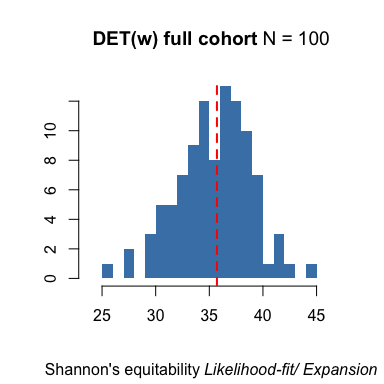 DET(w) full cohort N = 100
10
8
6
4
2
0
25 30 35 40 45
Shannon's equitability Likelihood-fit/ Expansion